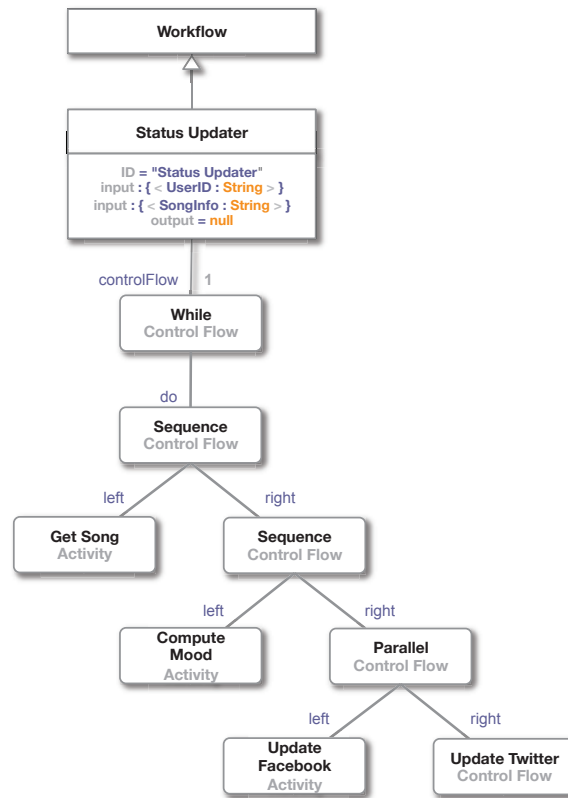 Workflow
Status Updater
ID = "Status Updater"
input : { < UserID : String > }
input : { < SongInfo : String > }
output = null
controlFlow 1
While
Control Flow
do
Sequence
Control Flow
left right
Get Song
Activity
Sequence
Control Flow
left right
Compute
Mood
Activity
Parallel
Control Flow
left right
Update
Facebook
Activity
Update Twitter
Control Flow